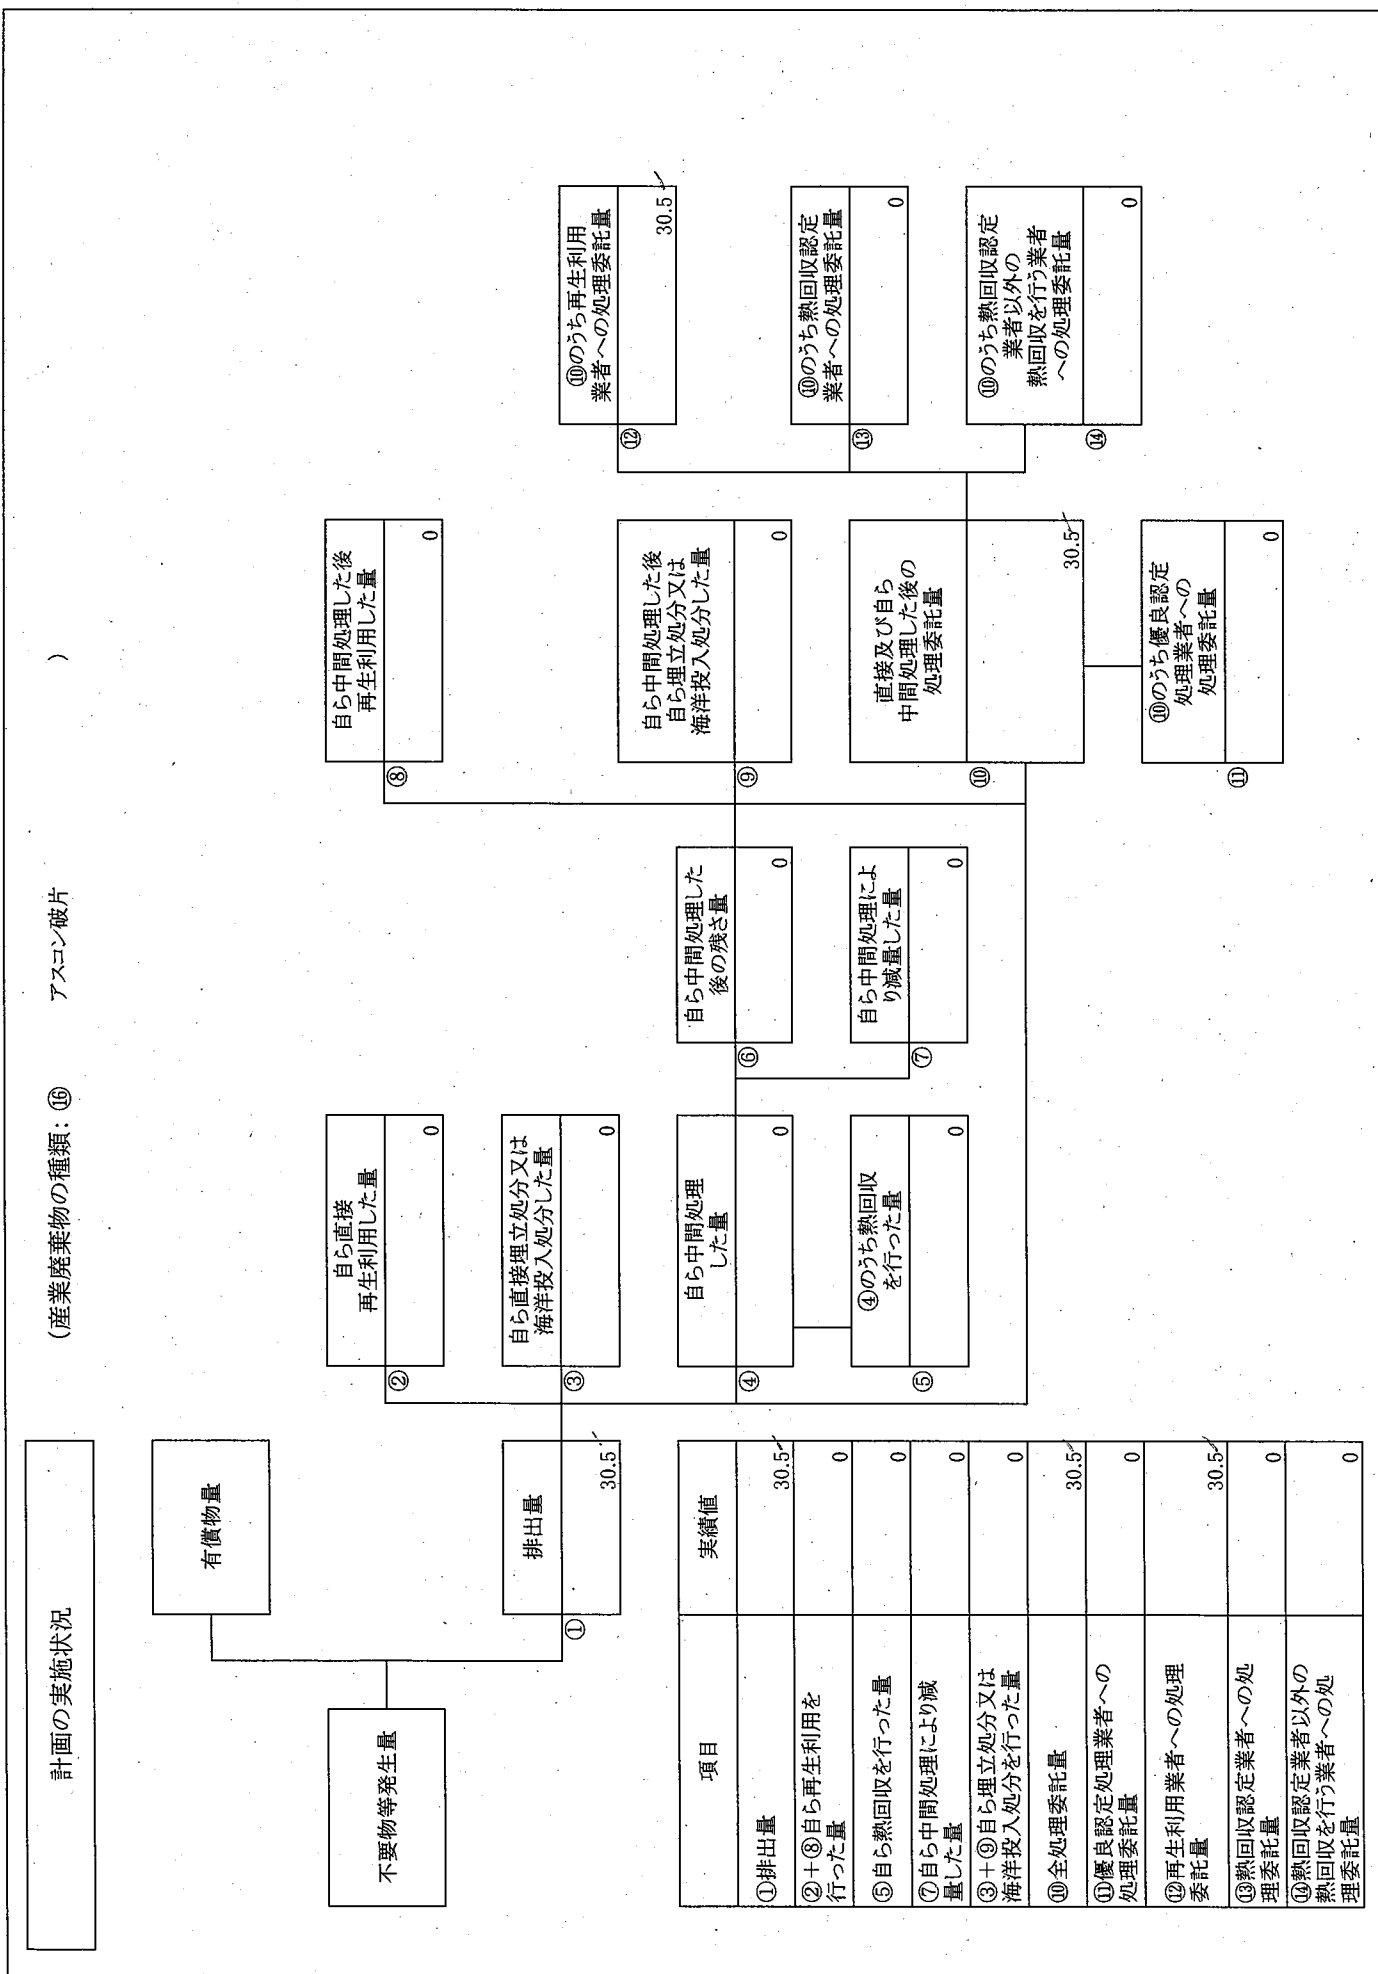 計画の実施状況
(産業廃棄物の種類：⑯ アスコン破片 )
不要物等発生量
有償物量
排出量
①
30.5
自ら直接
再生利用した量
②
0
自ら直接埋立処分又は
海洋投入処分した量
③
0
自ら中間処理
した量
④
0
④のうち熱回収
を行った量
⑤
0
自ら中間処理した
後の残さ量
⑥
0
自ら中間処理によ
り減量した量
⑦
0
自ら中間処理した後
再生利用した量
⑧
0
自ら中間処理した後
自ら埋立処分又は
海洋投入処分した量
⑨
0
直接及び自ら
中間処理した後の
処理委託量
⑩
30.5
⑩のうち優良認定
処理業者への
処理委託量
⑪
0
⑩のうち再生利用
業者への処理委託量
⑫
30.5
⑩のうち熱回収認定
業者への処理委託量
⑬
0
⑩のうち熱回収認定
業者以外の
熱回収を行う業者
への処理委託量
⑭
0
項目 実績値
①排出量 30.5
②+⑧自ら再生利用を
行った量 0
⑤自ら熱回収を行った量 0
⑦自ら中間処理により減
量した量 0
③+⑨自ら埋立処分又は
海洋投入処分を行った量 0
⑩全処理委託量 30.5
⑪優良認定処理業者への
処理委託量 0
⑫再生利用業者への処理
委託量 30.5
⑬熱回収認定業者への処
理委託量 0
⑭熱回収認定業者以外の
熱回収を行う業者への処
理委託量 0